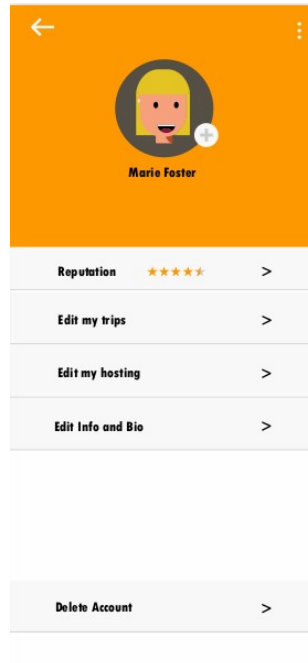 Marie Foster
Reputation >
Edit my trips >
Edit my hosting >
Edit Info and Bio >
Delete Account >